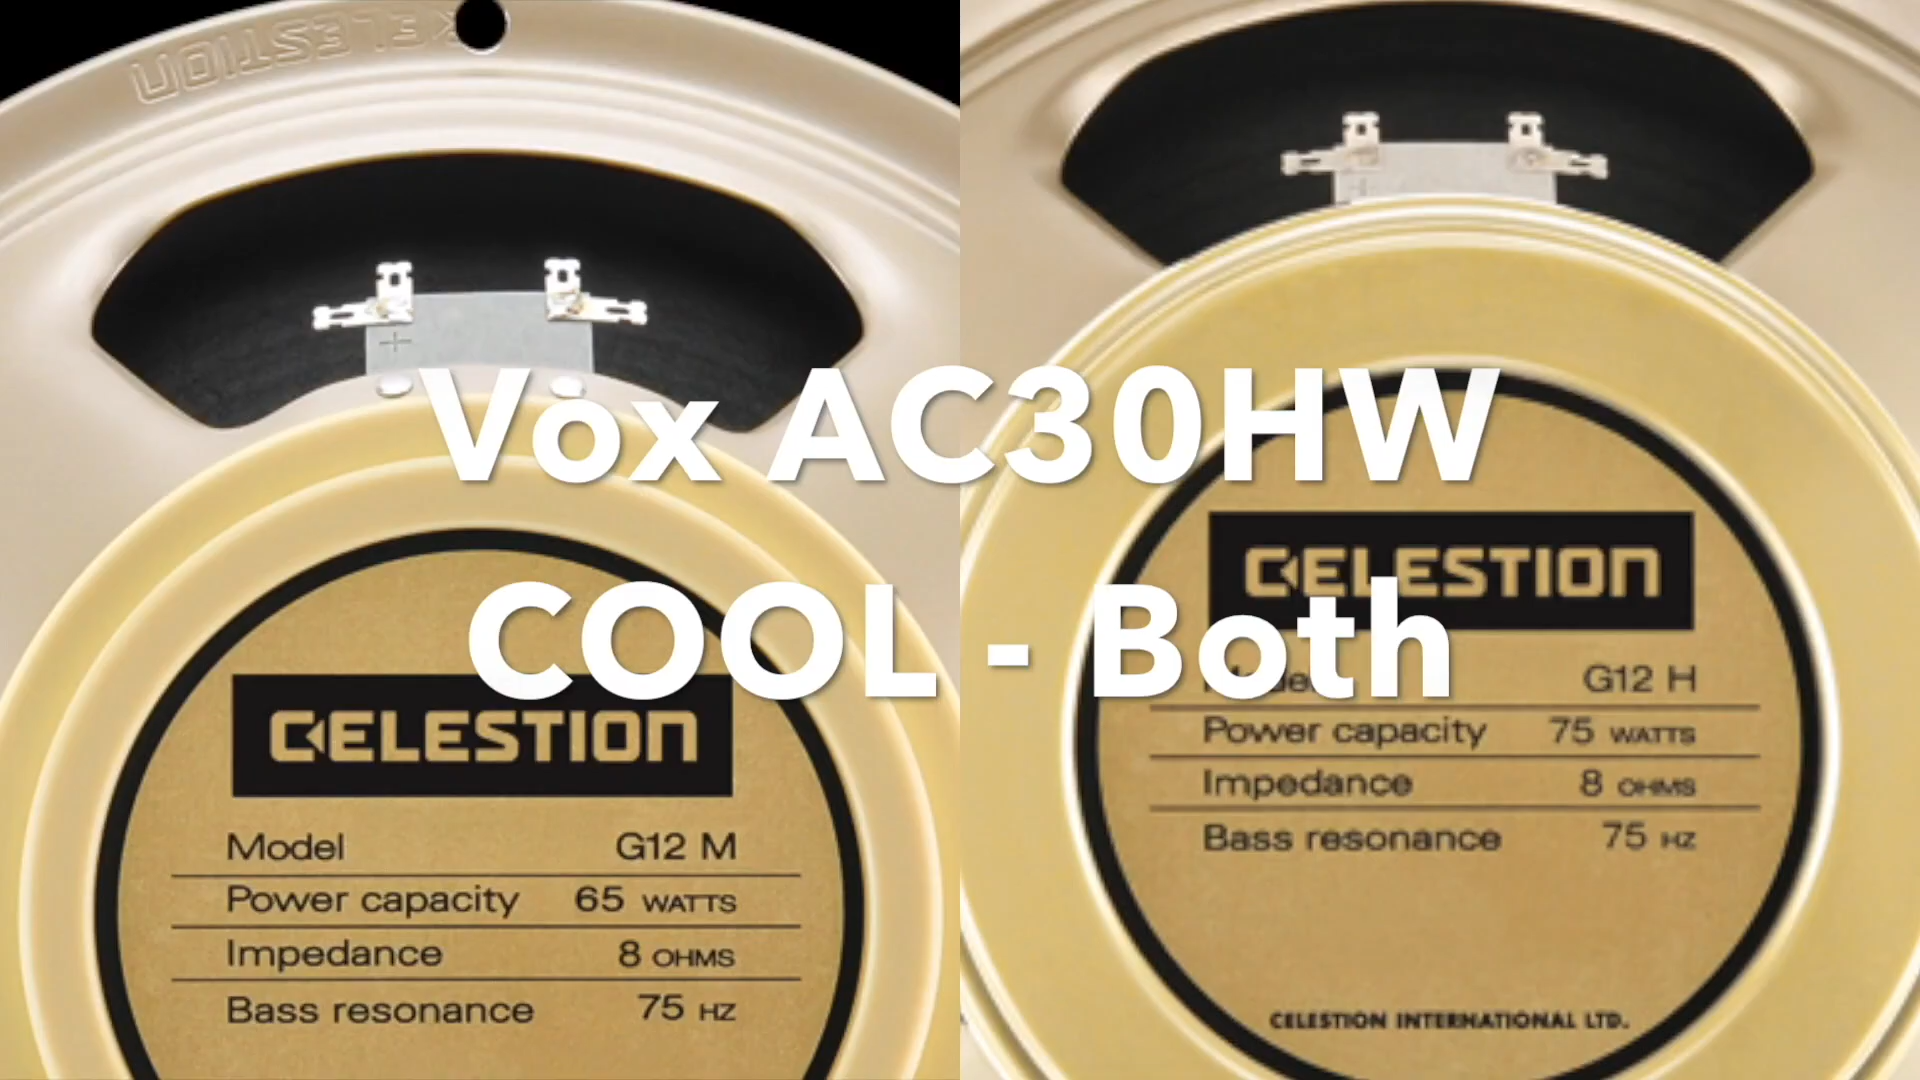 CELESTION
Vox AC30HW
COOL - Both
CELESTION
Model G12 M
Power capacity 65 WATTS
Impedance 8 OHMS
Bass resonance 75 HZ
CELESTION
Model G12 H
Power capacity 75 WATTS
Impedance 8 OHMS
Bass resonance 75 HZ
CELESTION INTERNATIONAL LTD.